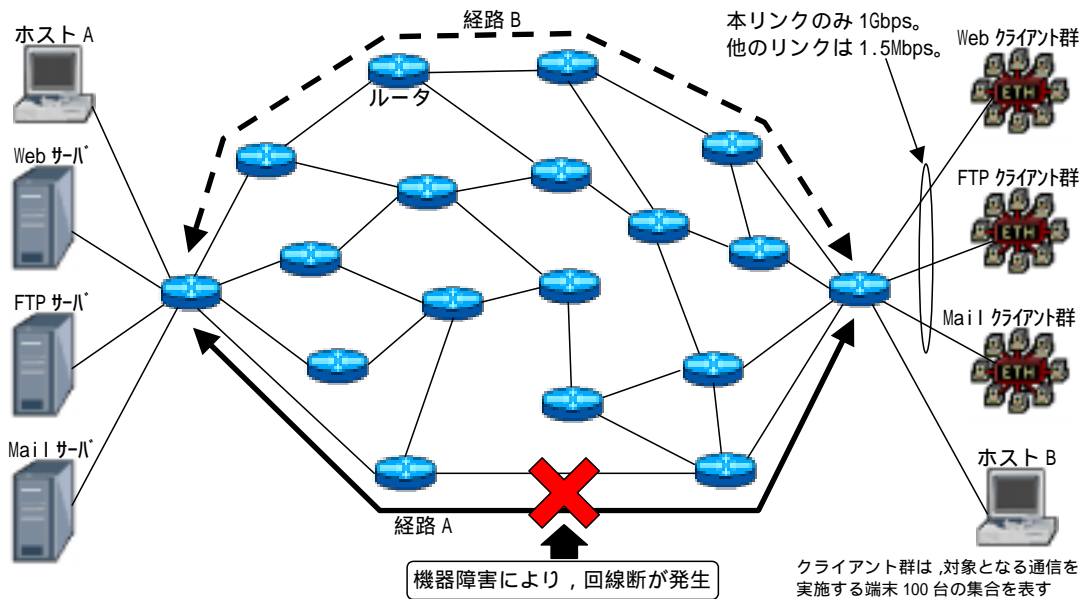 経路 B
ホスト A
本リンクのみ 1Gbps。
他のリンクは 1.5Mbps。
Web クライアント群
ETH
ルータ
Web サーバ
FTP クライアント群
ETH
FTP サーバ
Mail クライアント群
ETH
Mail サーバ
ホスト B
経路 A
機器障害により , 回線断が発生
クライアント群は ,対象となる通信を
実施する端末 100 台の集合を表す